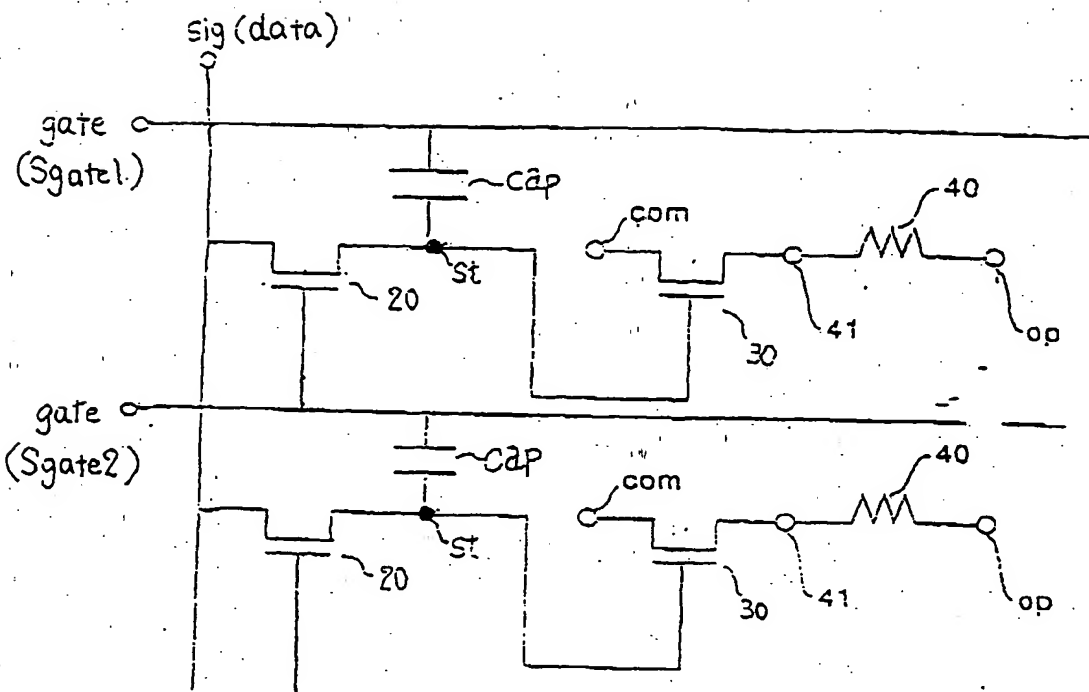 sig (data)
gate
(Sgate1)
Cap
com
40
St
20
30
41
op
gate
(Sgate2)
Cap
com
40
St
20
30
41
op